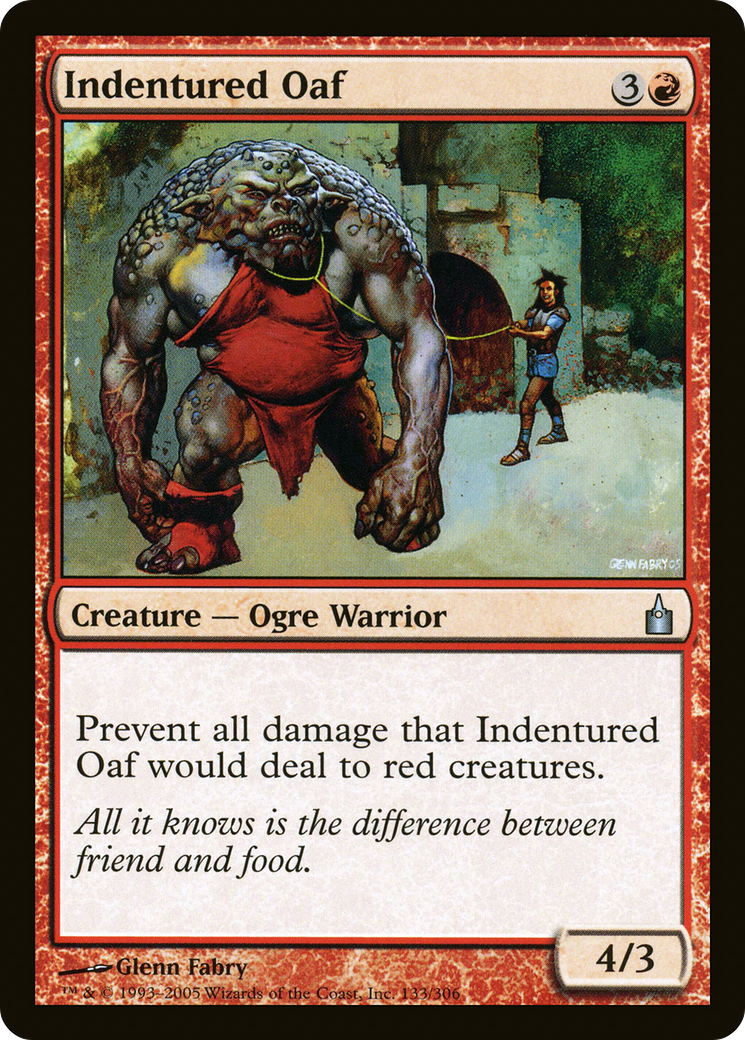 Indentured Oaf
3
GLENN FABRY 05
Creature — Ogre Warrior
Prevent all damage that Indentured
Oaf would deal to red creatures.
All it knows is the difference between
friend and food.
4/3
Glenn Fabry
™ & © 1993–2005 Wizards of the Coast, Inc. 133/306